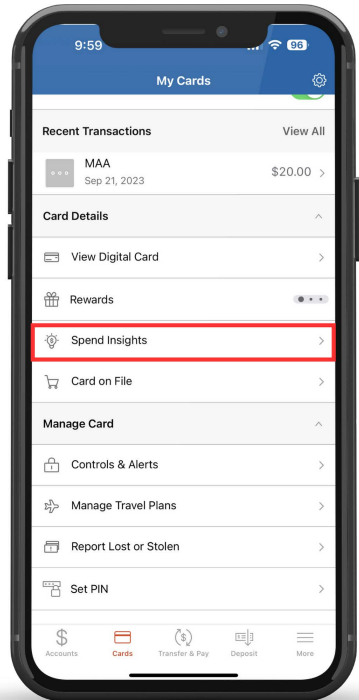 9:59
96
My Cards
Recent Transactions View All
MAA
Sep 21, 2023
$20.00
Card Details
View Digital Card
Rewards
Spend Insights
Card on File
Manage Card
Controls & Alerts
Manage Travel Plans
Report Lost or Stolen
Set PIN
Accounts Cards Transfer & Pay Deposit More